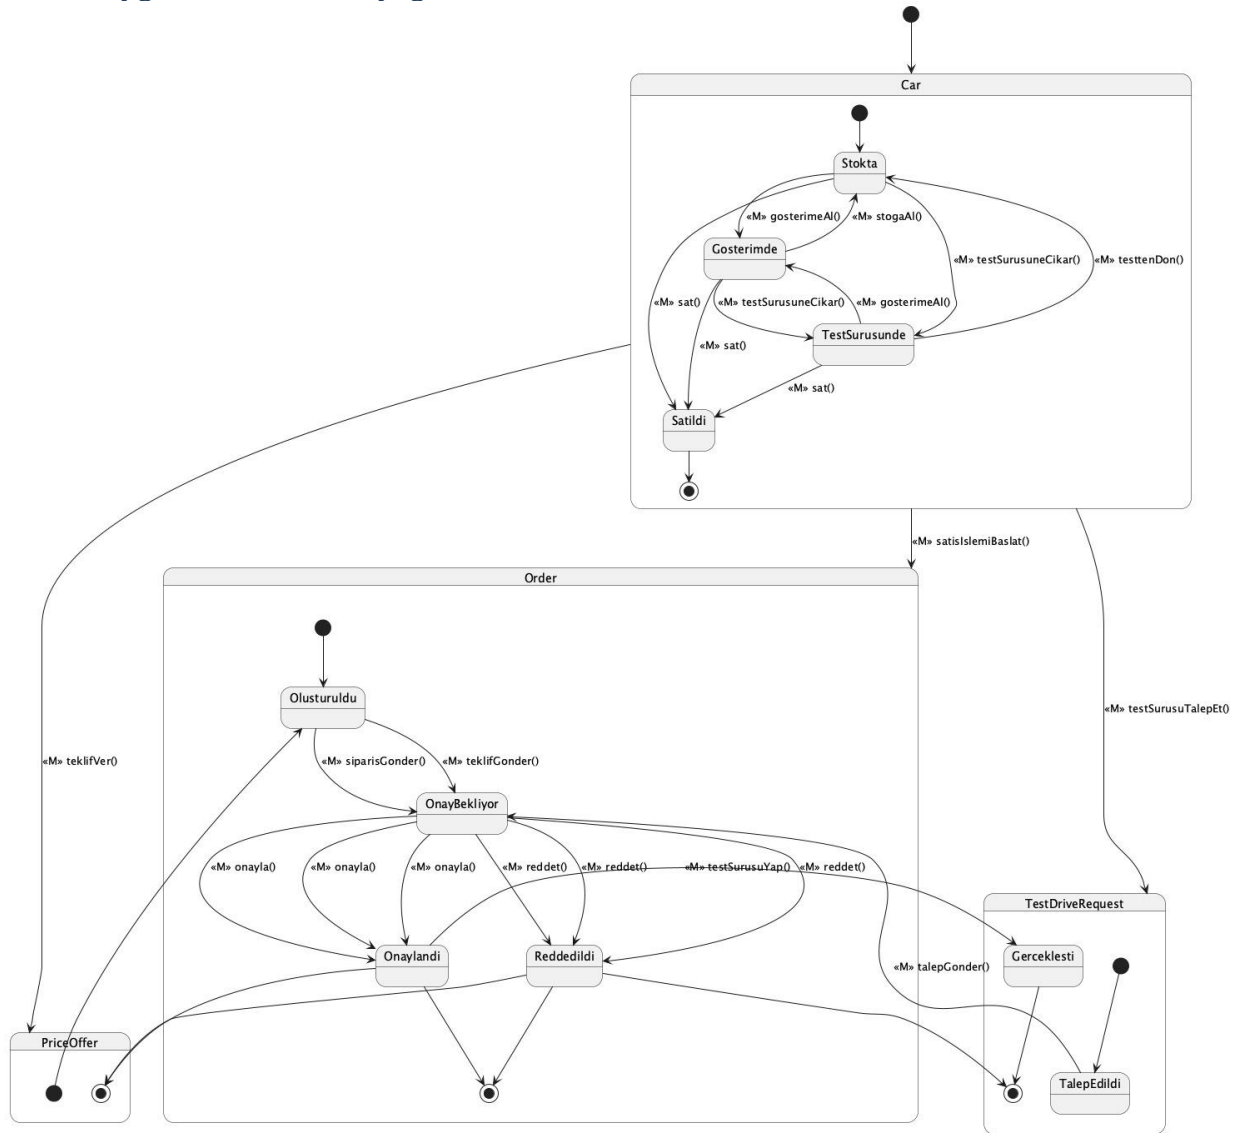 Car
Stokta
«M» gosterimeAl()
«M» stogaAl()
Gosterimde
«M» testSurusuneCikar()
«M» testtenDon()
«M» sat()
«M» testSurusuneCikar()
«M» gosterimeAl()
TestSurusunde
«M» sat()
«M» sat()
Satildi
«M» satisIslemiBaslat()
Order
Olusturuldu
«M» testSurusuTalepEt()
«M» teklifVer()
«M» siparisGonder()
«M» teklifGonder()
OnayBekliyor
«M» onayla()
«M» onayla()
«M» onayla()
«M» reddet()
«M» reddet()
«M» testSurusuYap()
«M» reddet()
TestDriveRequest
Onaylandi
Reddedildi
Gerceklesti
«M» talepGonder()
PriceOffer
TalepEdildi